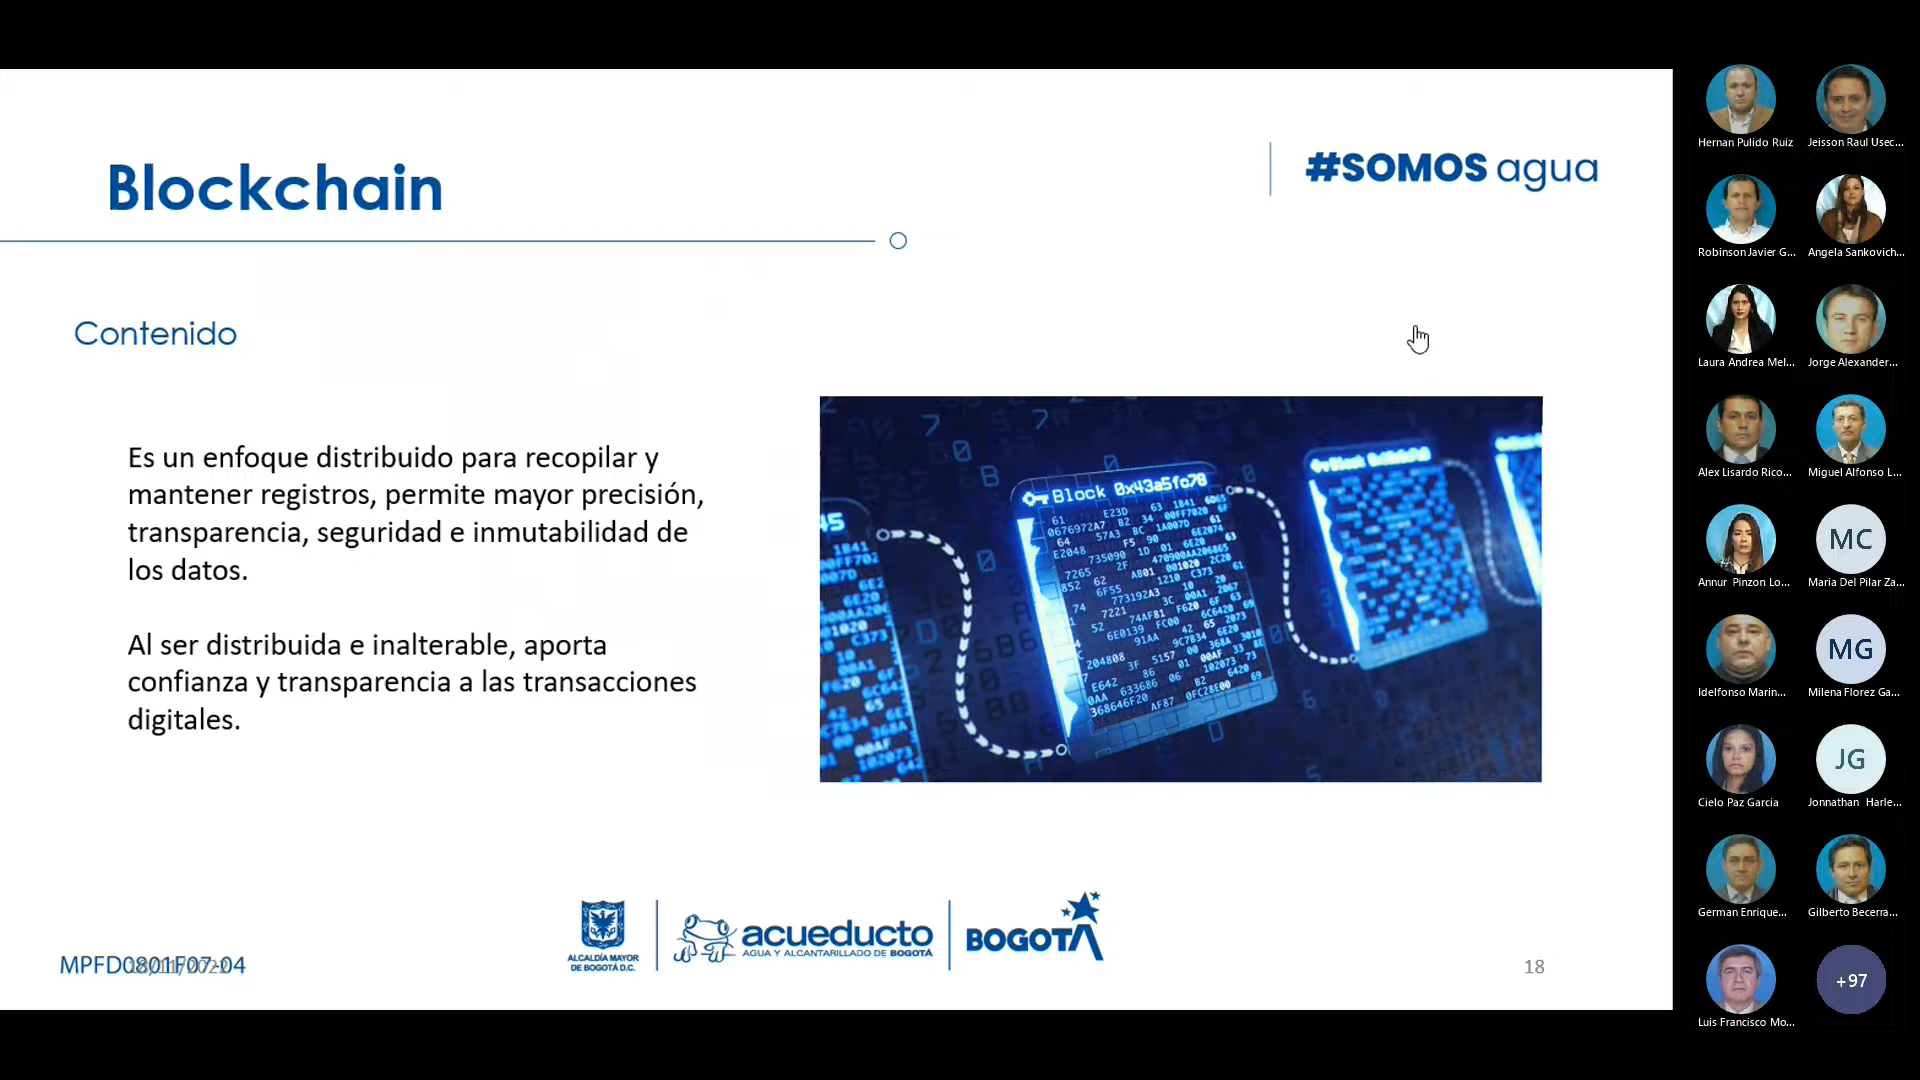 Blockchain
#SOMOS agua
Contenido
Es un enfoque distribuido para recopilar y
mantener registros, permite mayor precisión,
transparencia, seguridad e inmutabilidad de
los datos.
Al ser distribuida e inalterable, aporta
confianza y transparencia a las transacciones
digitales.
Block 0x43a5fc70
MPFD0801F07-04
ALCALDÍA MAYOR
DE BOGOTÁ D.C.
acueducto
AGUA Y ALCANTARILLADO DE BOGOTÁ
BOGOTÁ
18
Hernan Pulido Ruiz
Jeisson Raul Usec...
Robinson Javier G...
Angela Sankovich...
Laura Andrea Mel...
Jorge Alexander...
Alex Lisardo Rico...
Miguel Alfonso L...
Annur Pinzon Lo...
MC
Maria Del Pilar Za...
Idelfonso Marin...
MG
Milena Florez Ga...
Cielo Paz Garcia
JG
Jonnathan Harle...
German Enrique...
Gilberto Becerra...
Luis Francisco Mo...
+97